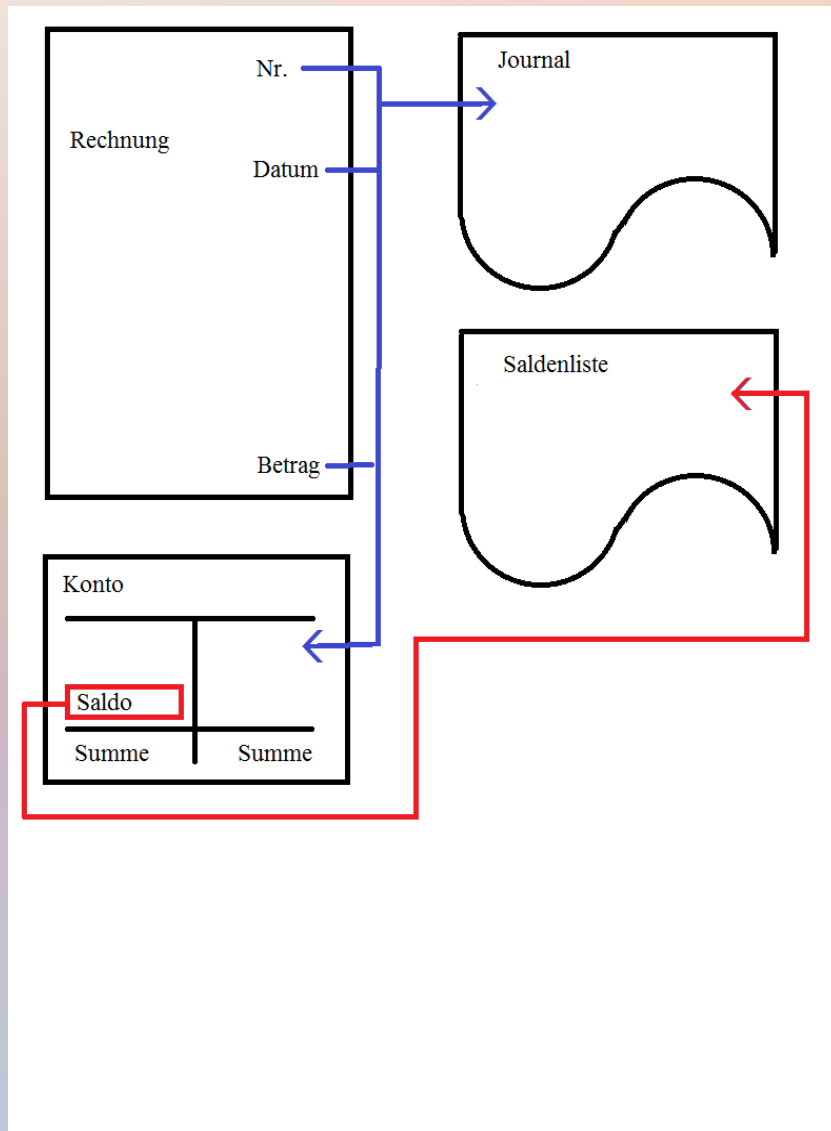 Nr.
Rechnung
Datum
Betrag
Journal
Saldenliste
Konto
Saldo
Summe Summe